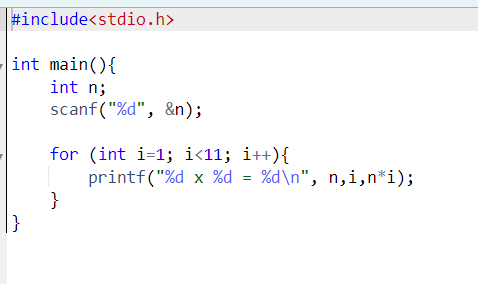 #include<stdio.h>
int main(){
int n;
scanf("%d", &n);
for (int i=1; i<11; i++){
printf("%d x %d = %d\n", n,i,n*i);
}
}